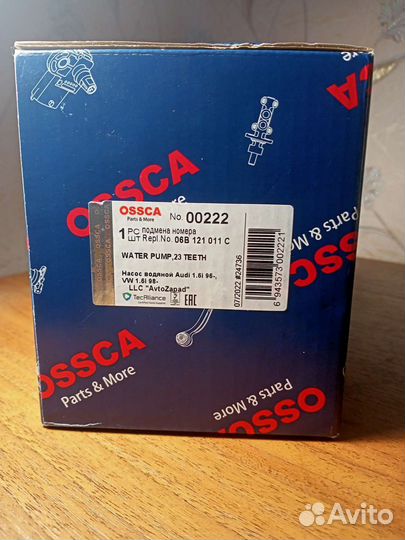 OSSCA
Parts & More
OSSCA
Parts & More
No. 00222
1 PC подмена номера
ШТ Repl.No. 06B 121 011 C
WATER PUMP,23 TEETH
Насос водяной Audi 1.6i 96-,
VW 1.6i 98-
LLC "AvtoZapad"
TecAlliance
EAC
07/2022 #24736
6 943573 002221
OSSCA
Parts & More
OSSCA
Parts & More
Avito